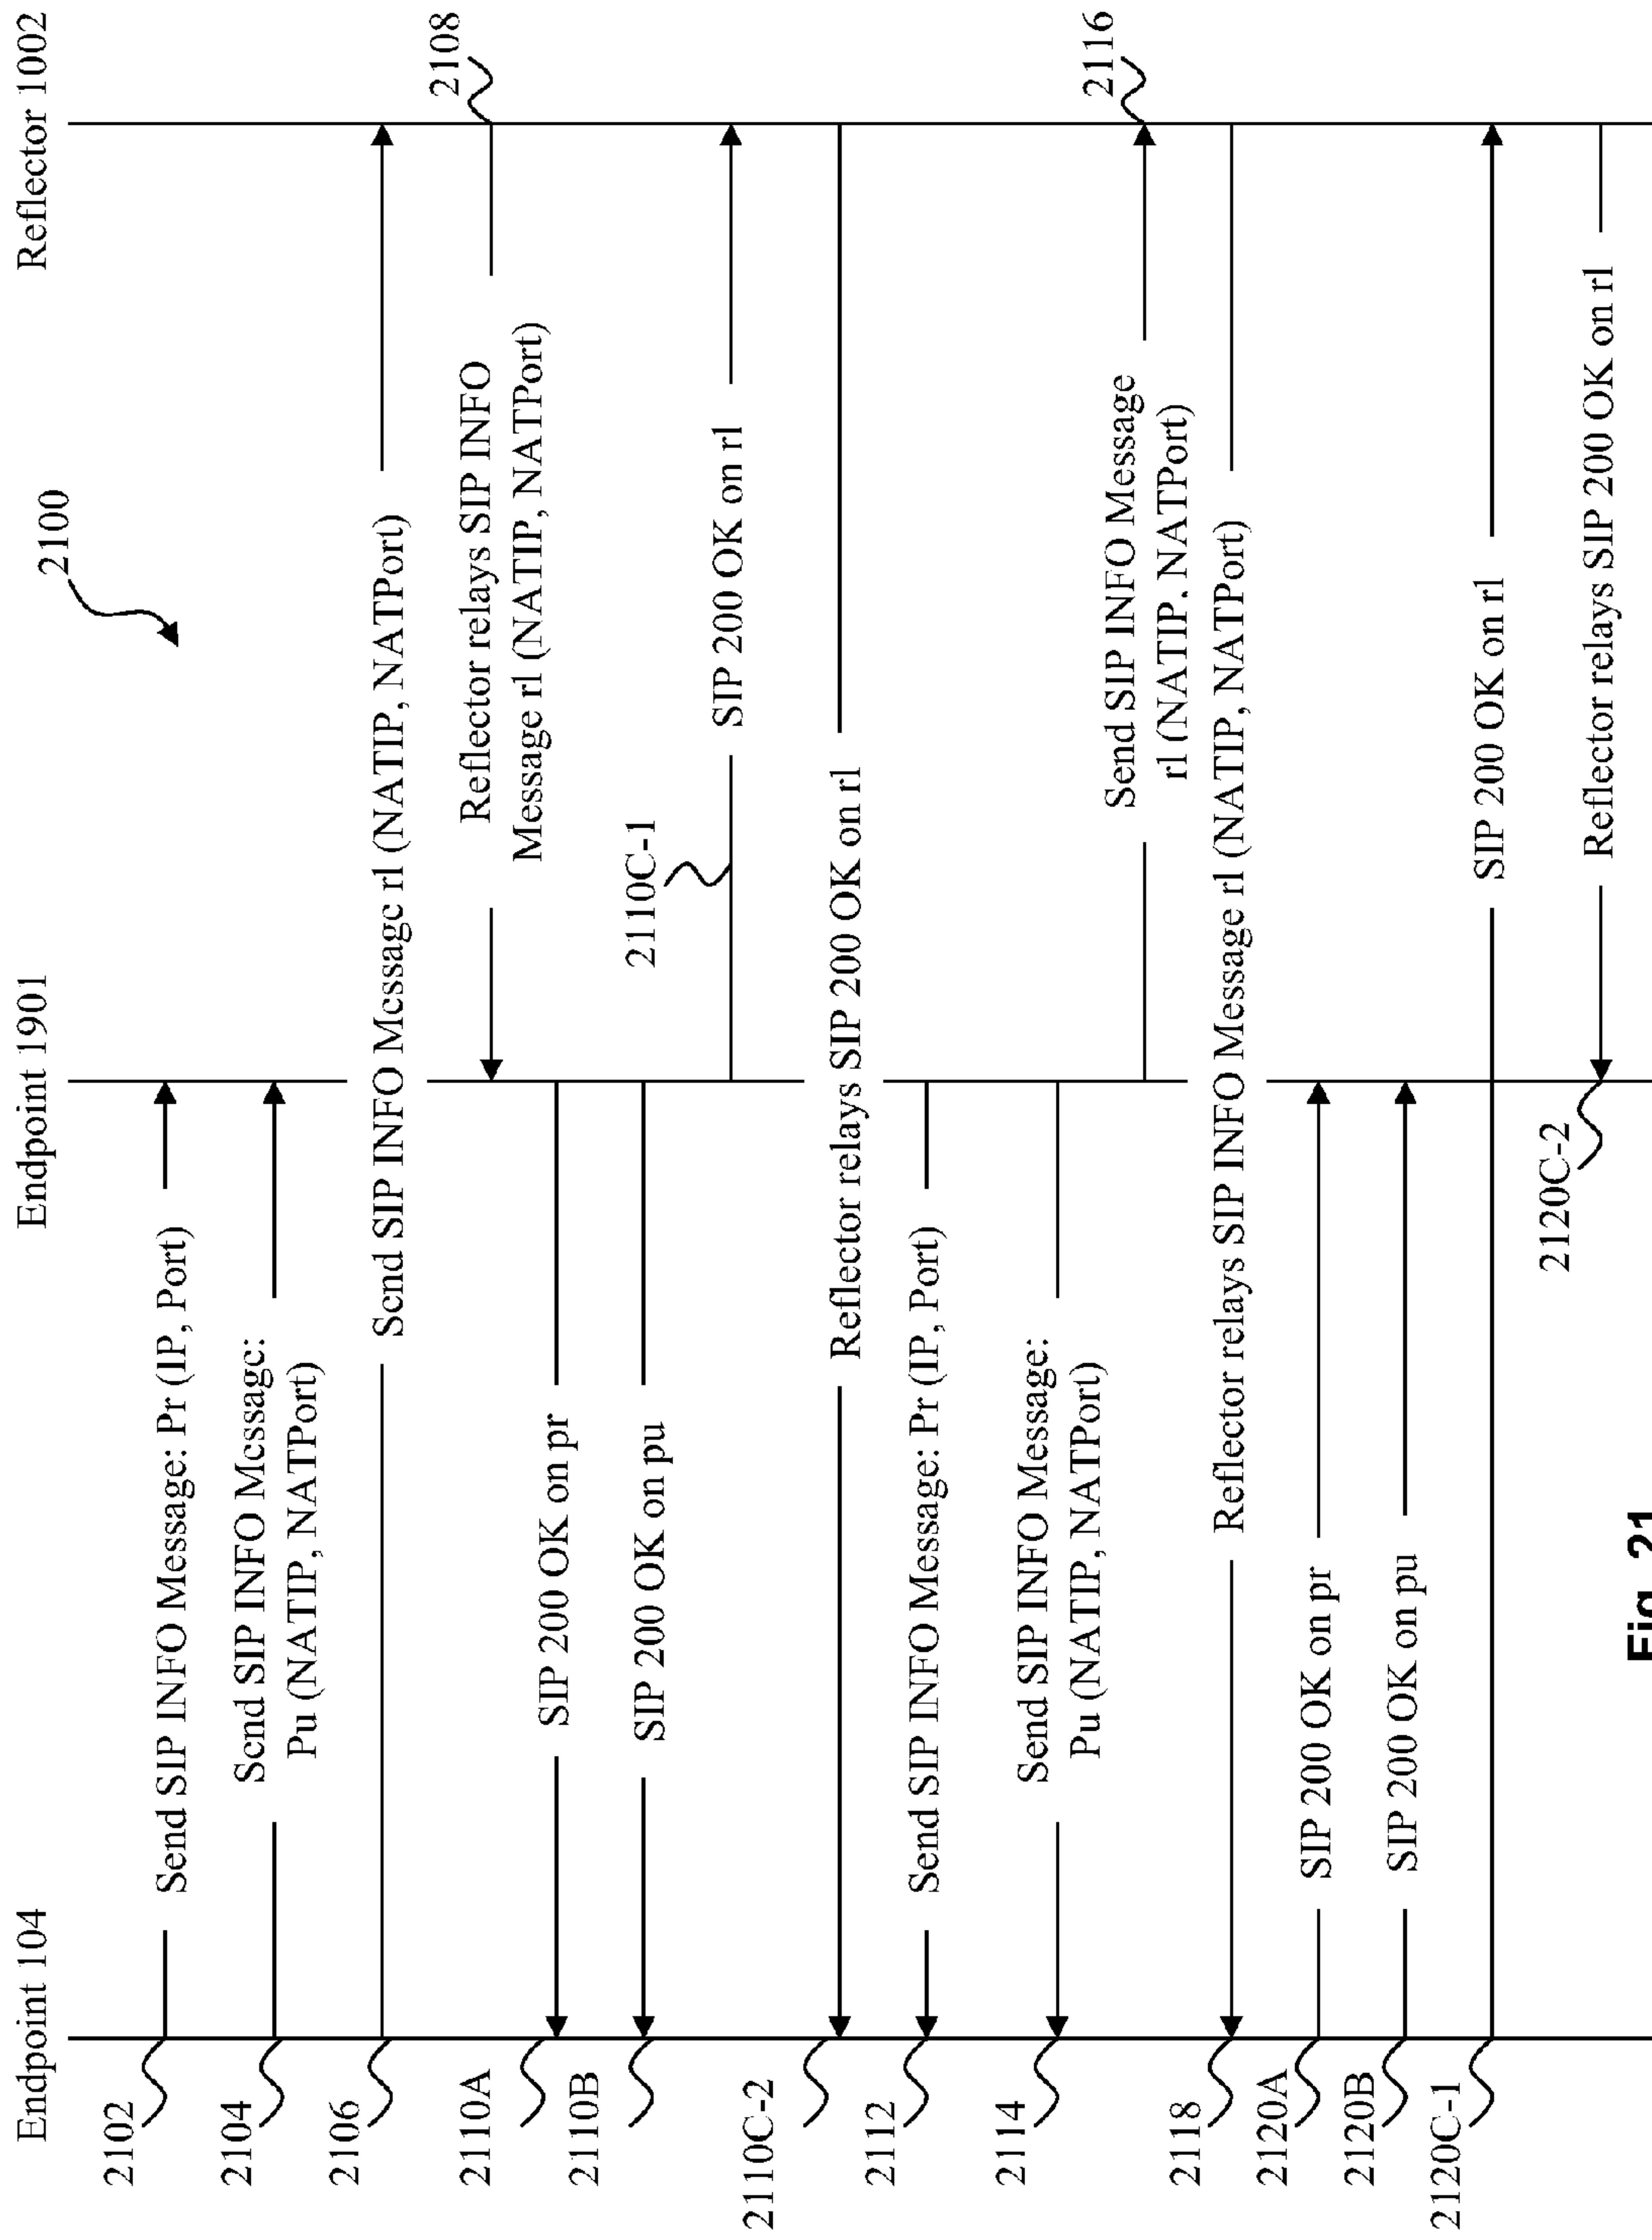 2100
Endpoint 104
Endpoint 1901
Reflector 1002
2102
Send SIP INFO Message: Pr (IP, Port)
2104
Send SIP INFO Message:
Pu (NATIP, NATPort)
2106
Send SIP INFO Message rl (NATIP, NATPort)
2108
Reflector relays SIP INFO
Message rl (NATIP, NATPort)
2110A
SIP 200 OK on pr
2110B
SIP 200 OK on pu
2110C-1
SIP 200 OK on rl
2110C-2
Reflector relays SIP 200 OK on rl
2112
Send SIP INFO Message: Pr (IP, Port)
2114
Send SIP INFO Message:
Pu (NATIP, NATPort)
2116
Send SIP INFO Message
rl (NATIP, NATPort)
2118
Reflector relays SIP INFO Message rl (NATIP, NATPort)
2120A
SIP 200 OK on pr
2120B
SIP 200 OK on pu
2120C-1
SIP 200 OK on rl
2120C-2
Reflector relays SIP 200 OK on rl
Fig. 21